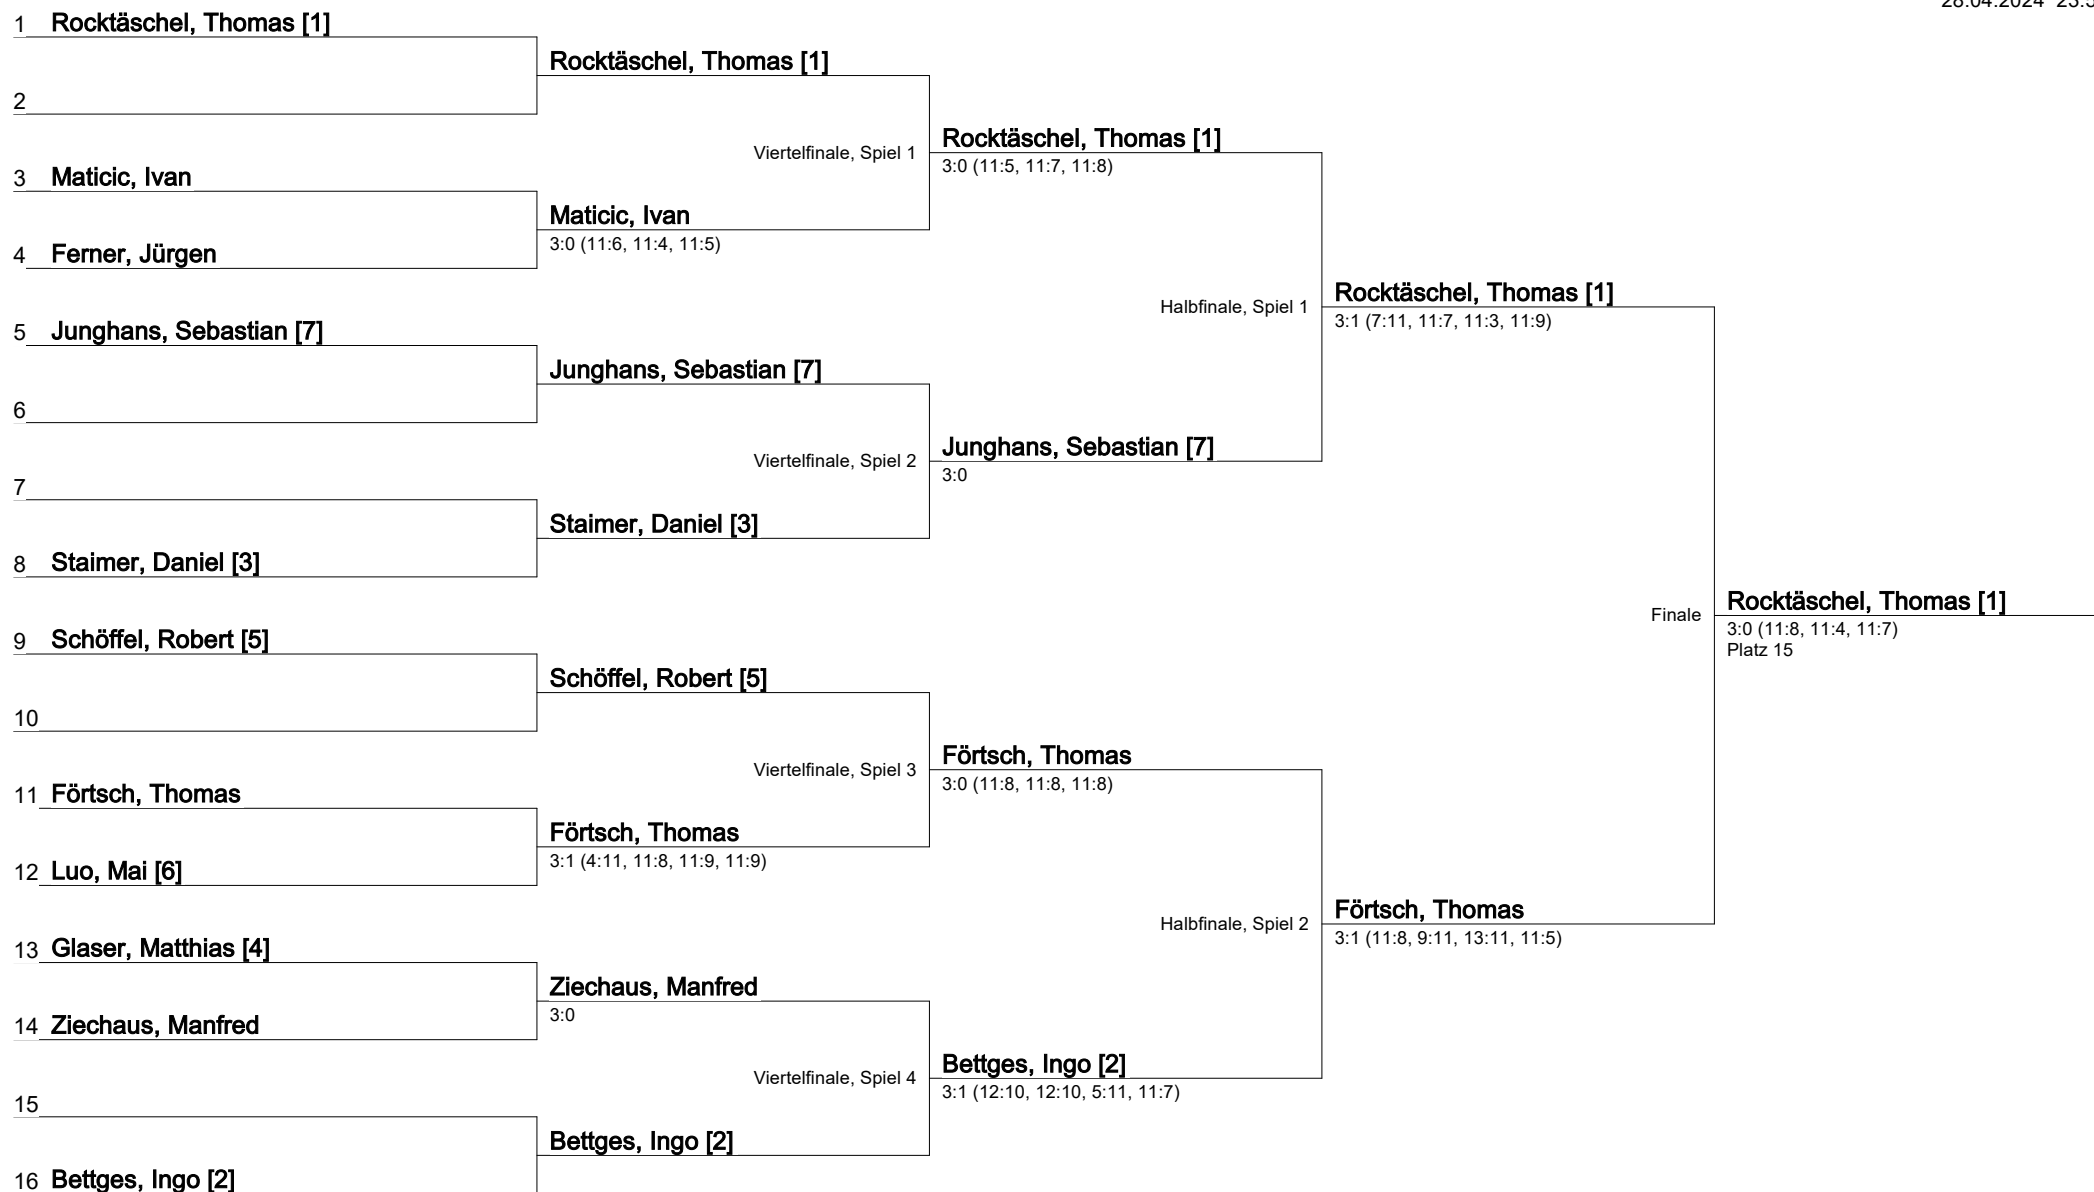 28.04.2024 23:5
1 Rocktäschel, Thomas [1]
Rocktäschel, Thomas [1]
2
Viertelfinale, Spiel 1
Rocktäschel, Thomas [1]
3:0 (11:5, 11:7, 11:8)
3 Maticic, Ivan
Maticic, Ivan
3:0 (11:6, 11:4, 11:5)
4 Ferner, Jürgen
Halbfinale, Spiel 1
Rocktäschel, Thomas [1]
3:1 (7:11, 11:7, 11:3, 11:9)
5 Junghans, Sebastian [7]
Junghans, Sebastian [7]
6
Viertelfinale, Spiel 2
Junghans, Sebastian [7]
3:0
7
Staimer, Daniel [3]
8 Staimer, Daniel [3]
Finale
Rocktäschel, Thomas [1]
3:0 (11:8, 11:4, 11:7)
Platz 15
9 Schöffel, Robert [5]
Schöffel, Robert [5]
10
Viertelfinale, Spiel 3
Förtsch, Thomas
3:0 (11:8, 11:8, 11:8)
11 Förtsch, Thomas
Förtsch, Thomas
3:1 (4:11, 11:8, 11:9, 11:9)
12 Luo, Mai [6]
Halbfinale, Spiel 2
Förtsch, Thomas
3:1 (11:8, 9:11, 13:11, 11:5)
13 Glaser, Matthias [4]
Ziechaus, Manfred
3:0
14 Ziechaus, Manfred
Viertelfinale, Spiel 4
Bettges, Ingo [2]
3:1 (12:10, 12:10, 5:11, 11:7)
15
Bettges, Ingo [2]
16 Bettges, Ingo [2]